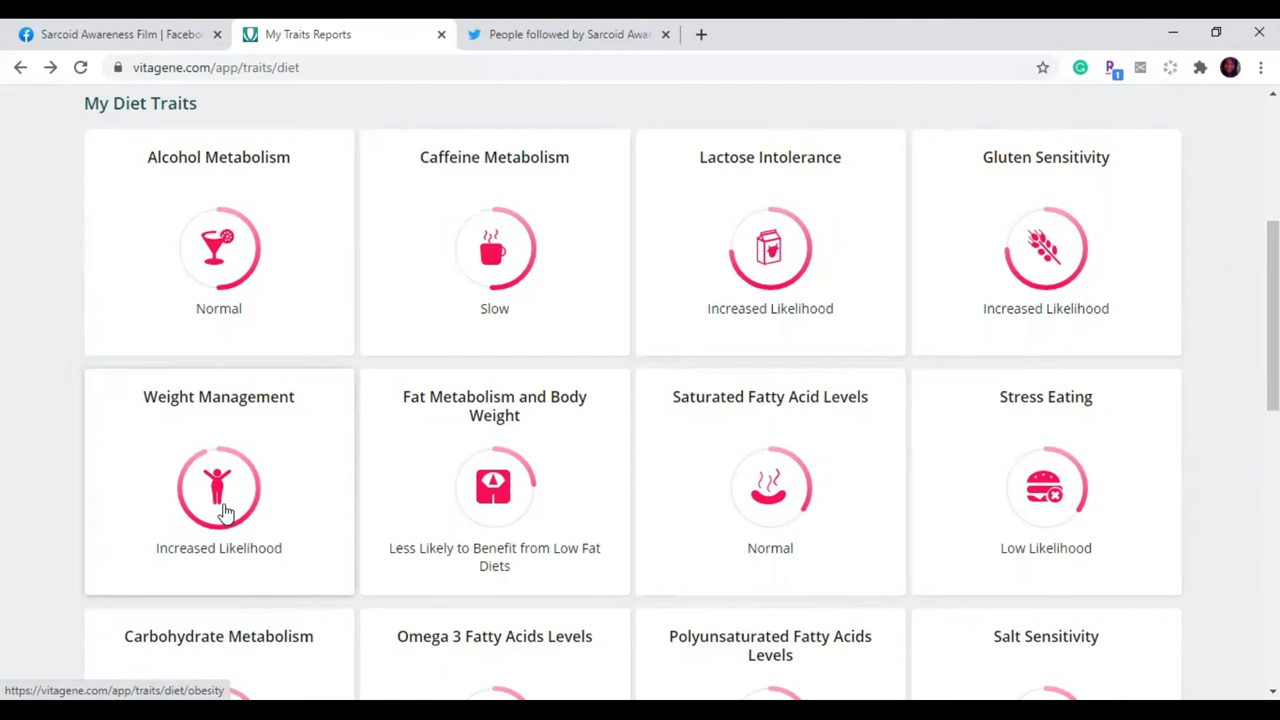 Sarcoid Awareness Film | Facebo
My Traits Reports
People followed by Sarcoid Awar
vitagene.com/app/traits/diet
1
My Diet Traits
Alcohol Metabolism
Caffeine Metabolism
Lactose Intolerance
Gluten Sensitivity
Normal
Slow
Increased Likelihood
Increased Likelihood
Weight Management
Fat Metabolism and Body
Weight
Saturated Fatty Acid Levels
Stress Eating
Increased Likelihood
Less Likely to Benefit from Low Fat
Diets
Normal
Low Likelihood
Carbohydrate Metabolism
Omega 3 Fatty Acids Levels
Polyunsaturated Fatty Acids
Levels
Salt Sensitivity
https://vitagene.com/app/traits/diet/obesity